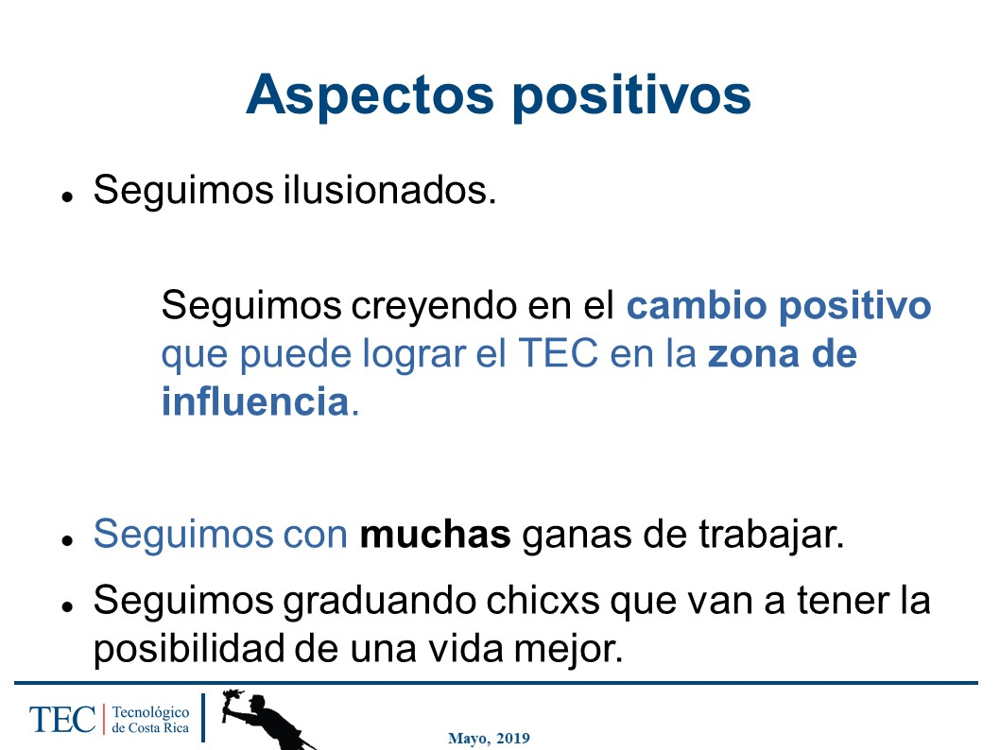 Aspectos positivos
Seguimos ilusionados.
Seguimos creyendo en el cambio positivo
que puede lograr el TEC en la zona de
influencia.
Seguimos con muchas ganas de trabajar.
Seguimos graduando chicxs que van a tener la
posibilidad de una vida mejor.
TEC
Tecnológico
de Costa Rica
Mayo, 2019